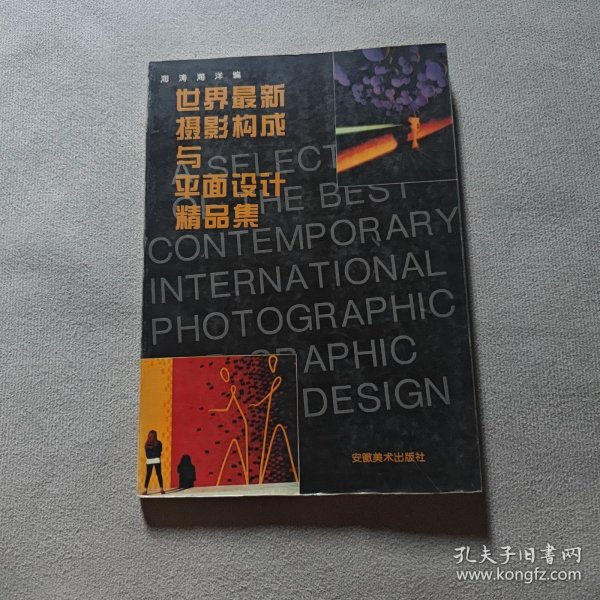 海涛海洋 编
世界最新
摄影构成
与
平面设计
精品集
A SELECT
OF THE BEST
CONTEMPORARY
INTERNATIONAL
PHOTOGRAPHIC
GRAPHIC
DESIGN
安徽美术出版社
孔夫子旧书网
www.kongfz.com